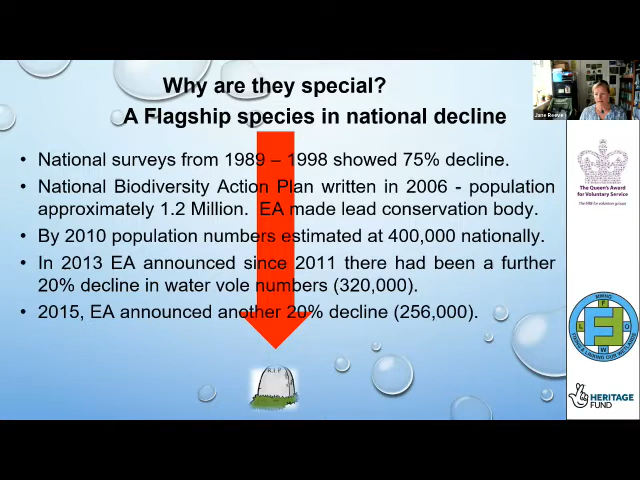 Why are they special?
A Flagship species in national decline
• National surveys from 1989 – 1998 showed 75% decline.
• National Biodiversity Action Plan written in 2006 - population
approximately 1.2 Million. EA made lead conservation body.
• By 2010 population numbers estimated at 400,000 nationally.
• In 2013 EA announced since 2011 there had been a further
20% decline in water vole numbers (320,000).
• 2015, EA announced another 20% decline (256,000).
R.I.P
Jane Reeve
The Queen's Award
for Voluntary Service
The MBE for volunteer groups
F L O W
HERITAGE
FUND